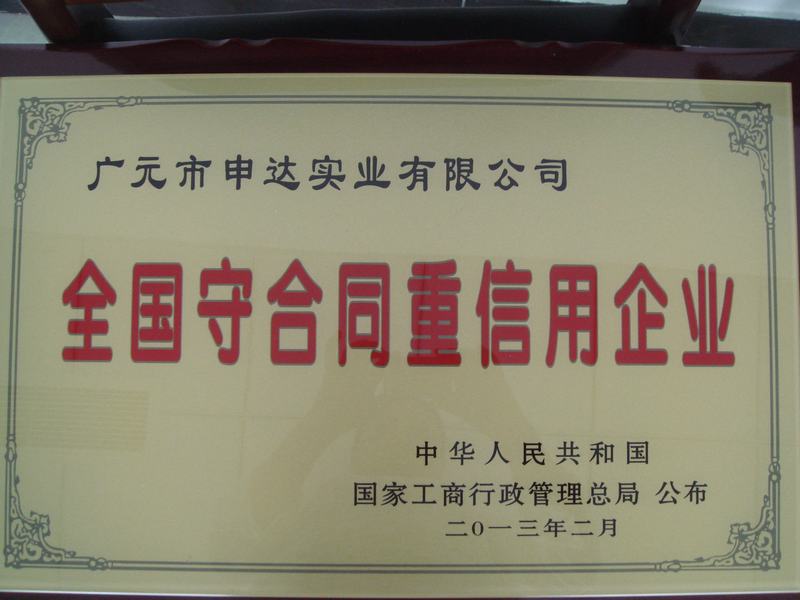 广元市申达实业有限公司
全国守合同重信用企业
中华人民共和国
国家工商行政管理总局 公布
二〇一三年二月